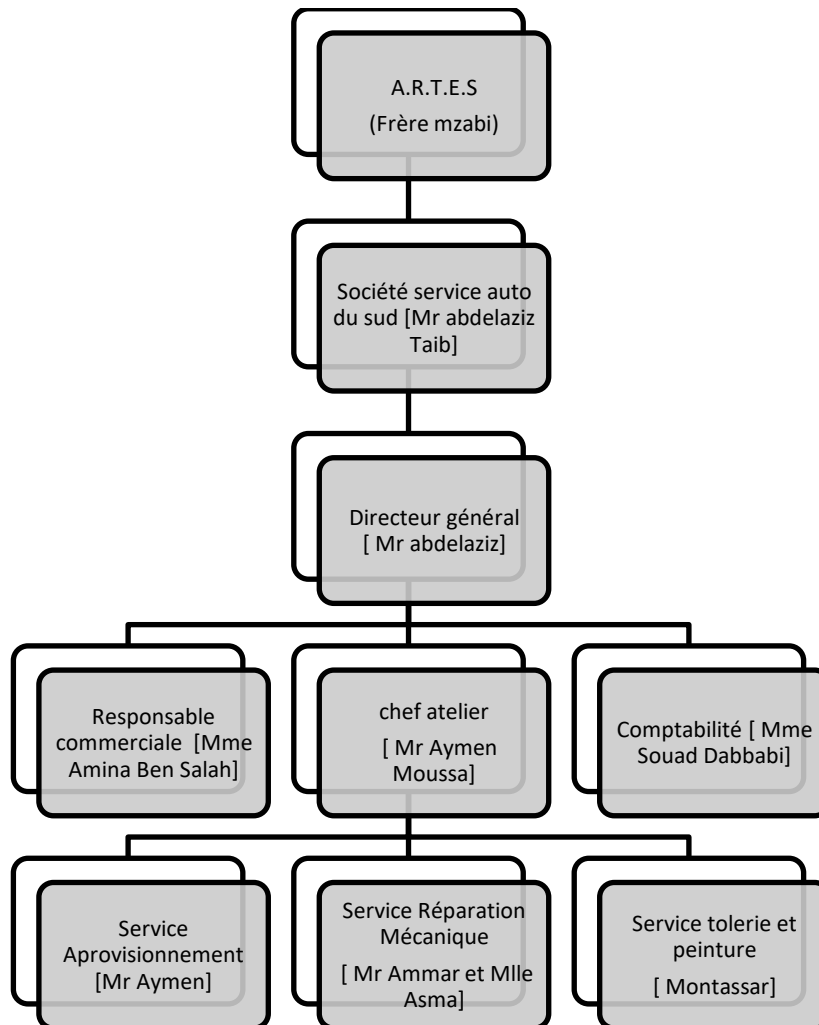 A.R.T.E.S
(Frère mzabi)
Société service auto
du sud [Mr abdelaziz
Taib]
Directeur général
[ Mr abdelaziz]
Responsable
commerciale [Mme
Amina Ben Salah]
chef atelier
[ Mr Aymen
Moussa]
Comptabilité [ Mme
Souad Dabbabi]
Service
Aprovisionnement
[Mr Aymen]
Service Réparation
Mécanique
[ Mr Ammar et Mlle
Asma]
Service tolerie et
peinture
[ Montassar]